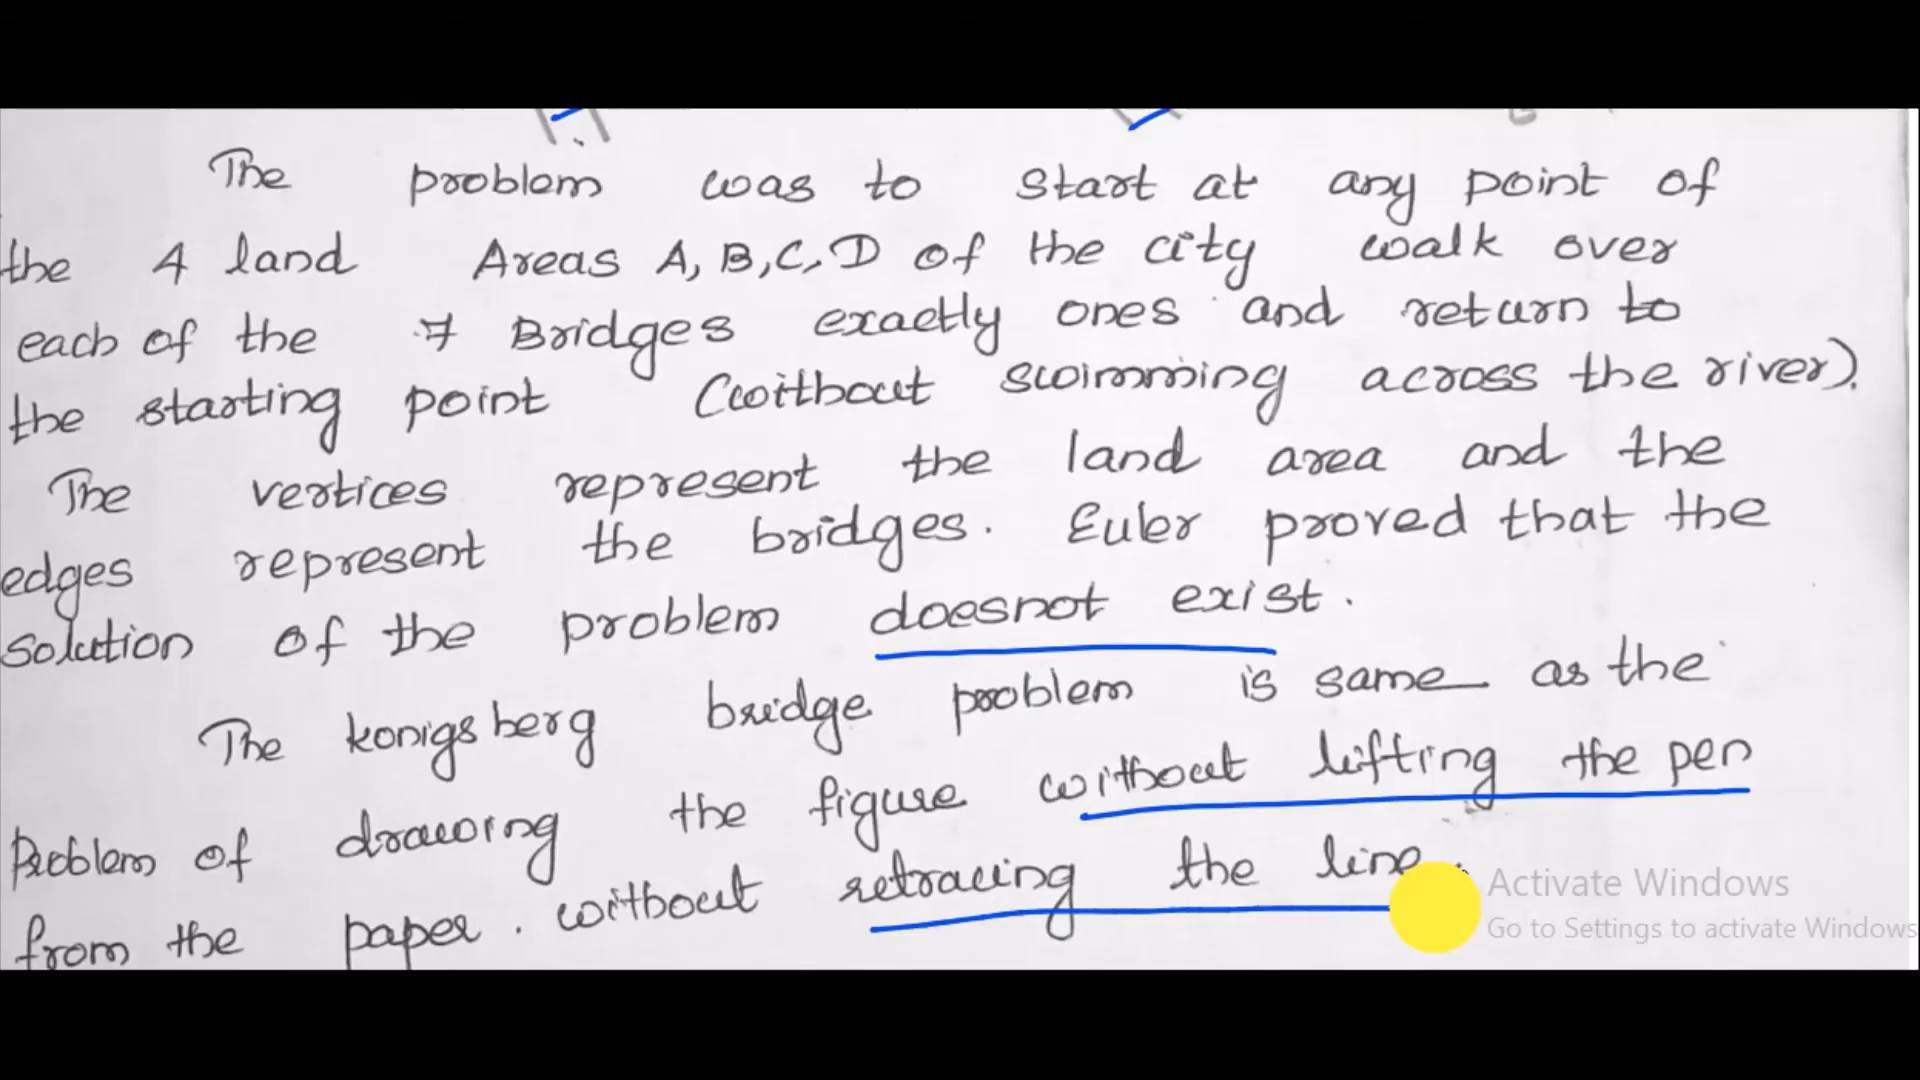 The problem was to start at any point of
the 4 land Areas A, B, C, D of the city walk over
each of the 7 Bridges exactly ones and return to
the starting point (without swimming across the river).
The vertices represent the land area and the
edges represent the bridges. Euler proved that the
solution of the problem doesnot exist.
The konigsberg bridge problem is same as the
Problem of drawing the figure without lifting the pen
from the paper. without retracing the line.
Activate Windows
Go to Settings to activate Windows